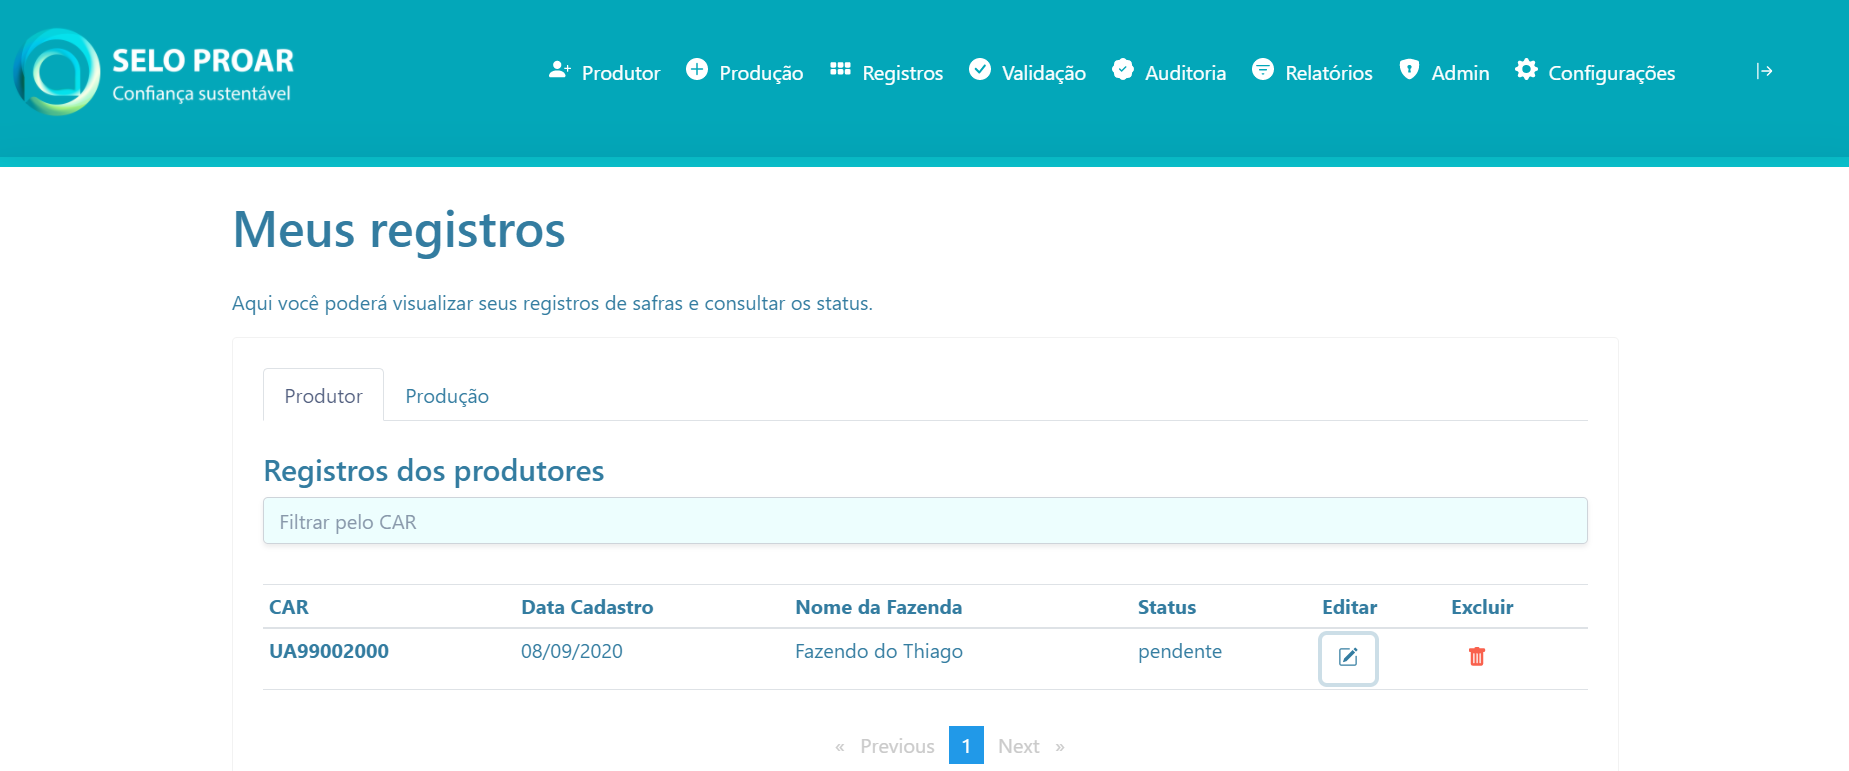 SELO PROAR
Confiança sustentável
Produtor Produção Registros Validação Auditoria Relatórios Admin Configurações
Meus registros
Aqui você poderá visualizar seus registros de safras e consultar os status.
Produtor Produção
Registros dos produtores
Filtrar pelo CAR
CAR Data Cadastro Nome da Fazenda Status Editar Excluir
UA99002000 08/09/2020 Fazendo do Thiago pendente
« Previous 1 Next »